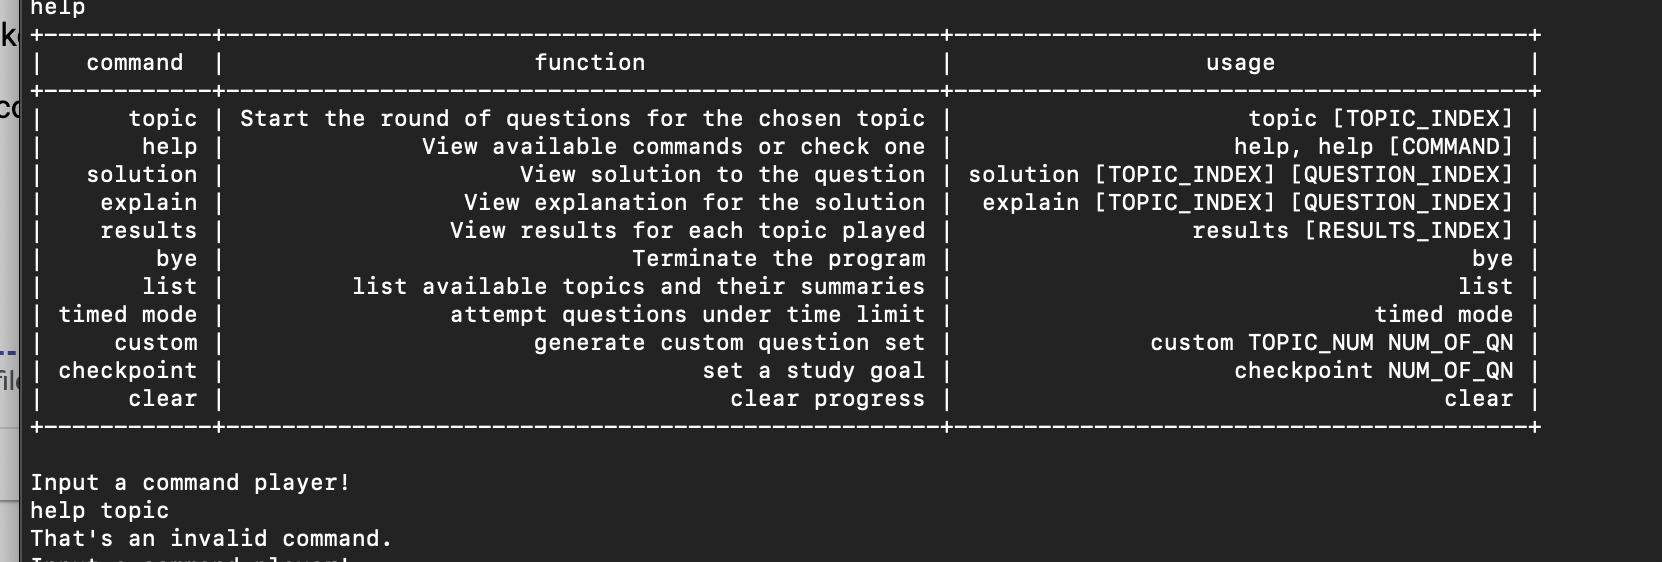 help
+------------+---------------------------------------------------+-----------------------------------------+
|   command  |                      function                     |                  usage                  |
+------------+---------------------------------------------------+-----------------------------------------+
|      topic | Start the round of questions for the chosen topic |                     topic [TOPIC_INDEX] |
|       help |              View available commands or check one |                    help, help [COMMAND] |
|   solution |                     View solution to the question | solution [TOPIC_INDEX] [QUESTION_INDEX] |
|    explain |                 View explanation for the solution |  explain [TOPIC_INDEX] [QUESTION_INDEX] |
|    results |                View results for each topic played |                 results [RESULTS_INDEX] |
|        bye |                             Terminate the program |                                     bye |
|       list |         list available topics and their summaries |                                    list |
| timed mode |                attempt questions under time limit |                              timed mode |
|     custom |                      generate custom question set |              custom TOPIC_NUM NUM_OF_QN |
| checkpoint |                                  set a study goal |                    checkpoint NUM_OF_QN |
|      clear |                                    clear progress |                                   clear |
+------------+---------------------------------------------------+-----------------------------------------+
Input a command player!
help topic
That's an invalid command.
Input a command player!